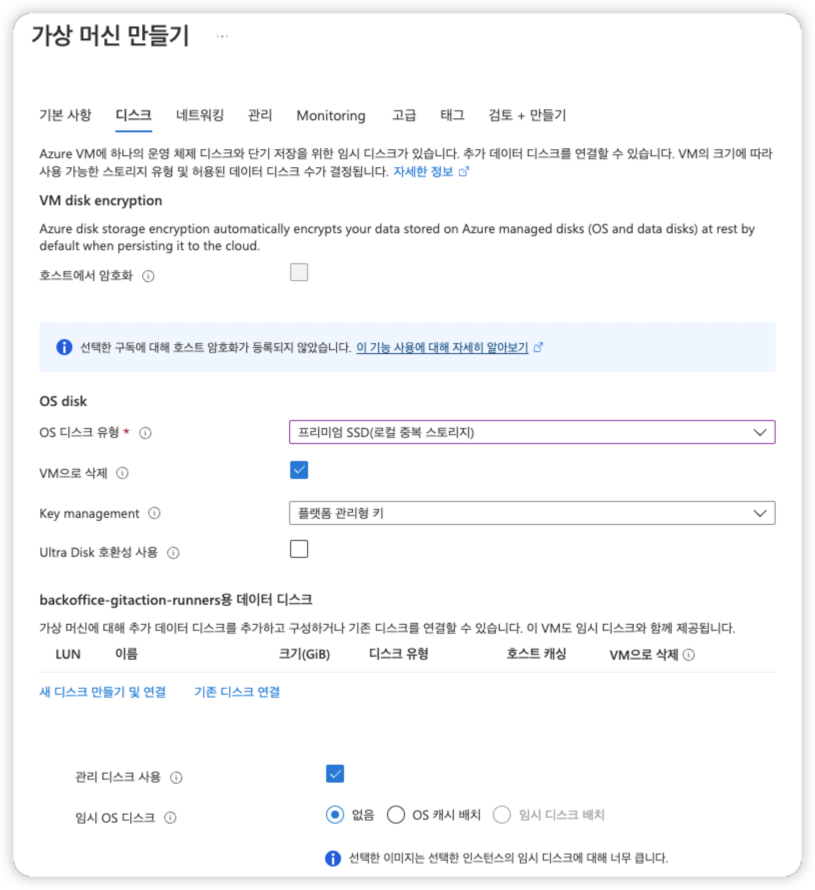 가상 머신 만들기 ...
기본 사항 디스크 네트워킹 관리 Monitoring 고급 태그 검토 + 만들기
Azure VM에 하나의 운영 체제 디스크와 단기 저장을 위한 임시 디스크가 있습니다. 추가 데이터 디스크를 연결할 수 있습니다. VM의 크기에 따라
사용 가능한 스토리지 유형 및 허용된 데이터 디스크 수가 결정됩니다. 자세한 정보
VM disk encryption
Azure disk storage encryption automatically encrypts your data stored on Azure managed disks (OS and data disks) at rest by
default when persisting it to the cloud.
호스트에서 암호화
선택한 구독에 대해 호스트 암호화가 등록되지 않았습니다. 이 기능 사용에 대해 자세히 알아보기
OS disk
OS 디스크 유형 * 프리미엄 SSD(로컬 중복 스토리지)
VM으로 삭제
Key management 플랫폼 관리형 키
Ultra Disk 호환성 사용
backoffice-gitaction-runners용 데이터 디스크
가상 머신에 대해 추가 데이터 디스크를 추가하고 구성하거나 기존 디스크를 연결할 수 있습니다. 이 VM도 임시 디스크와 함께 제공됩니다.
LUN 이름 크기(GiB) 디스크 유형 호스트 캐싱 VM으로 삭제
새 디스크 만들기 및 연결 기존 디스크 연결
관리 디스크 사용
임시 OS 디스크 없음 OS 캐시 배치 임시 디스크 배치
선택한 이미지는 선택한 인스턴스의 임시 디스크에 대해 너무 큽니다.